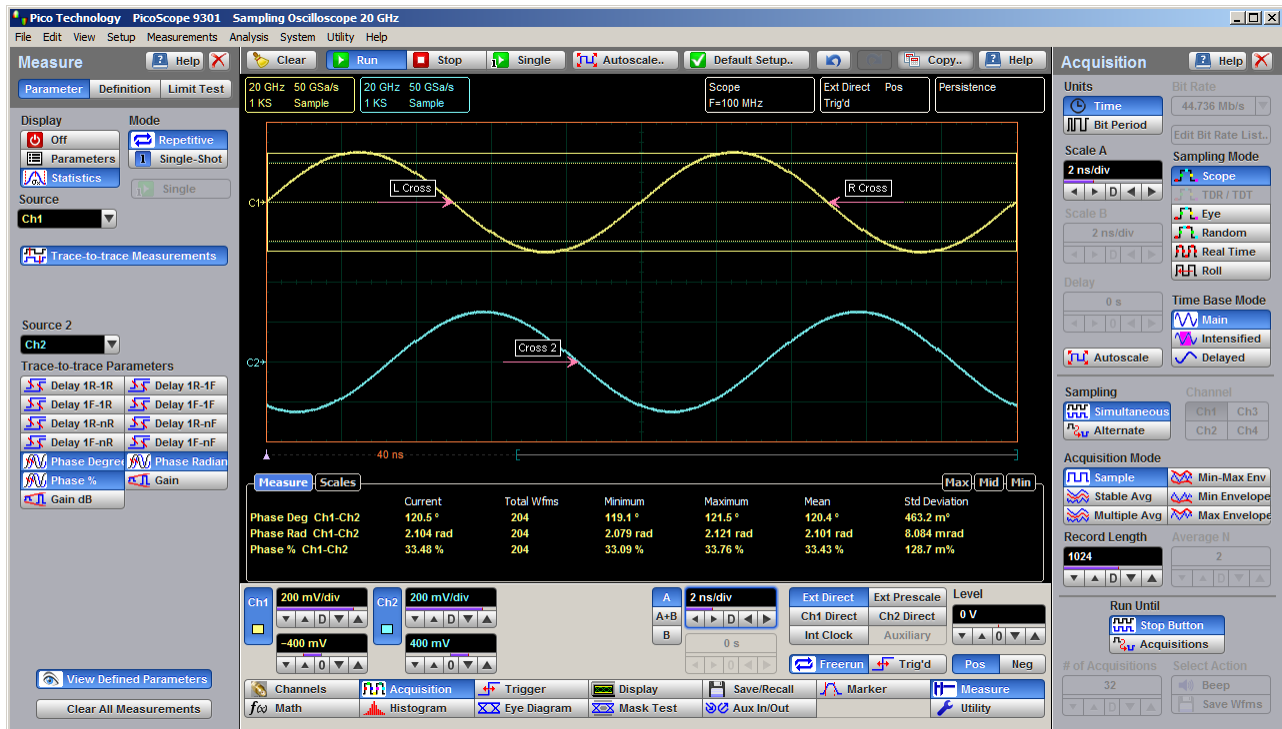 Pico Technology PicoScope 9301 Sampling Oscilloscope 20 GHz
File Edit View Setup Measurements Analysis System Utility Help
Measure Help
Parameter Definition Limit Test
Display Mode
Off Repetitive
Parameters Single-Shot
Statistics
Single
Source
Ch1
Trace-to-trace Measurements
Source 2
Ch2
Trace-to-trace Parameters
Delay 1R-1R Delay 1R-1F
Delay 1F-1R Delay 1F-1F
Delay 1R-nR Delay 1R-nF
Delay 1F-nR Delay 1F-nF
Phase Degree Phase Radian
Phase % Gain
Gain dB
View Defined Parameters
Clear All Measurements
Clear Run Stop Single Autoscale.. Default Setup.. Copy.. Help
20 GHz 50 GSa/s 20 GHz 50 GSa/s Scope Ext Direct Pos Persistence
1 KS Sample 1 KS Sample F=100 MHz Trig'd
L Cross R Cross
C1
Cross 2
C2
40 ns
Measure Scales Max Mid Min
Current Total Wfms Minimum Maximum Mean Std Deviation
Phase Deg Ch1-Ch2 120.5 ° 204 119.1 ° 121.5 ° 120.4 ° 463.2 m°
Phase Rad Ch1-Ch2 2.104 rad 204 2.079 rad 2.121 rad 2.101 rad 8.084 mrad
Phase % Ch1-Ch2 33.48 % 204 33.09 % 33.76 % 33.43 % 128.7 m%
Ch1 200 mV/div Ch2 200 mV/div A 2 ns/div Ext Direct Ext Prescale Level
D D A+B D Ch1 Direct Ch2 Direct 0 V
-400 mV 400 mV B 0 s Int Clock Auxiliary 0
0 0 0 Freerun Trig'd Pos Neg
Channels Acquisition Trigger Display Save/Recall Marker Measure
f(x) Math Histogram Eye Diagram Mask Test Aux In/Out Utility
Acquisition Help
Units Bit Rate
Time 44.736 Mb/s
Bit Period
Edit Bit Rate List..
Scale A Sampling Mode
2 ns/div Scope
D TDR / TDT
Scale B Eye
2 ns/div Random
D Real Time
Roll
Delay
0 s Time Base Mode
0 Main
Intensified
Autoscale Delayed
Sampling Channel
Simultaneous Ch1 Ch3
Alternate Ch2 Ch4
Acquisition Mode
Sample Min-Max Env
Stable Avg Min Envelope
Multiple Avg Max Envelope
Record Length Average N
1024 2
D D
Run Until
Stop Button
Acquisitions
# of Acquisitions Select Action
32 Beep
D Save Wfms